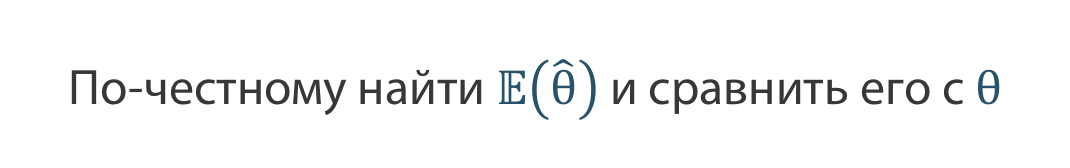 По-честному найти 𝔼(θ̂) и сравнить его с θ